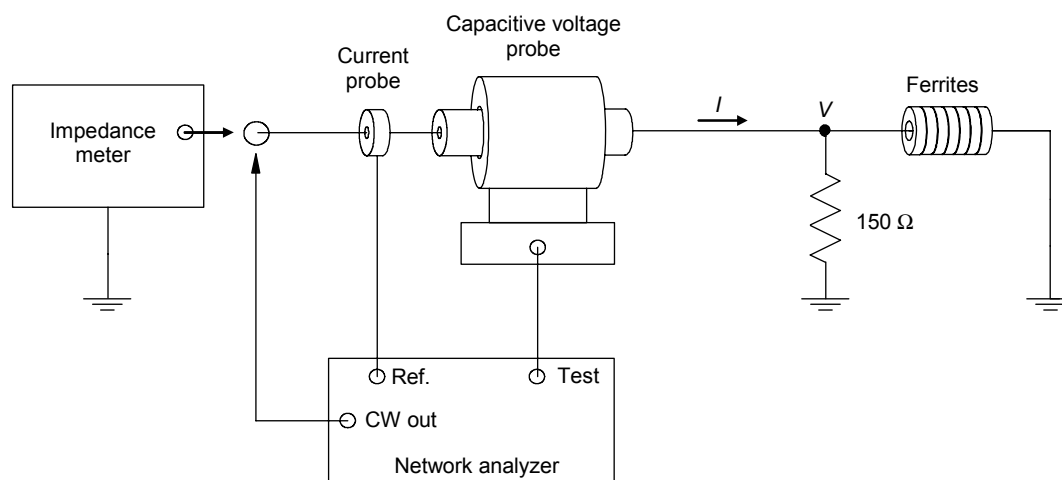 Capacitive voltage
probe
Current
probe
Ferrites
Impedance
meter
I
V
150 Ω
Ref.
Test
CW out
Network analyzer